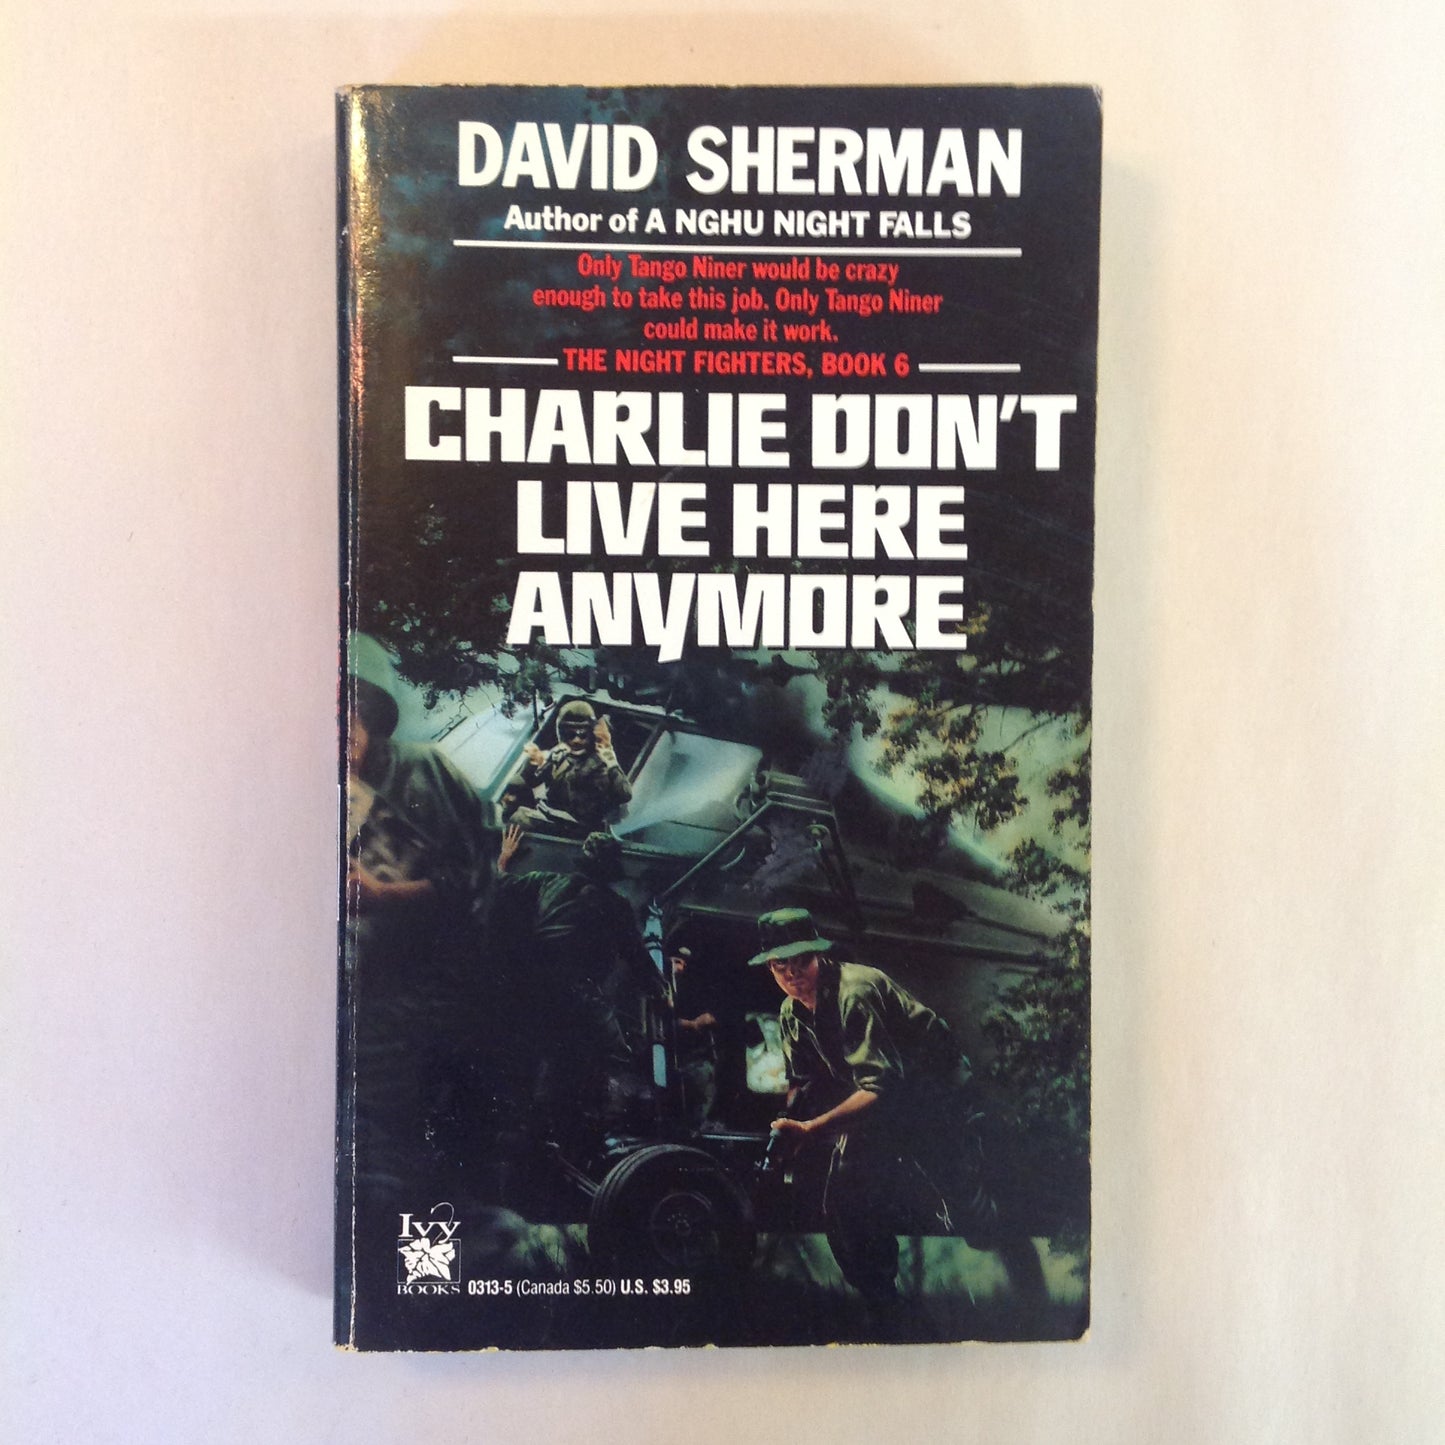 DAVID SHERMAN
Author of A NGHU NIGHT FALLS
Only Tango Niner would be crazy
enough to take this job. Only Tango Niner
could make it work.
THE NIGHT FIGHTERS, BOOK 6
CHARLIE DON'T
LIVE HERE
ANYMORE
Ivy
BOOKS 0313-5 (Canada $5.50) U.S. $3.95